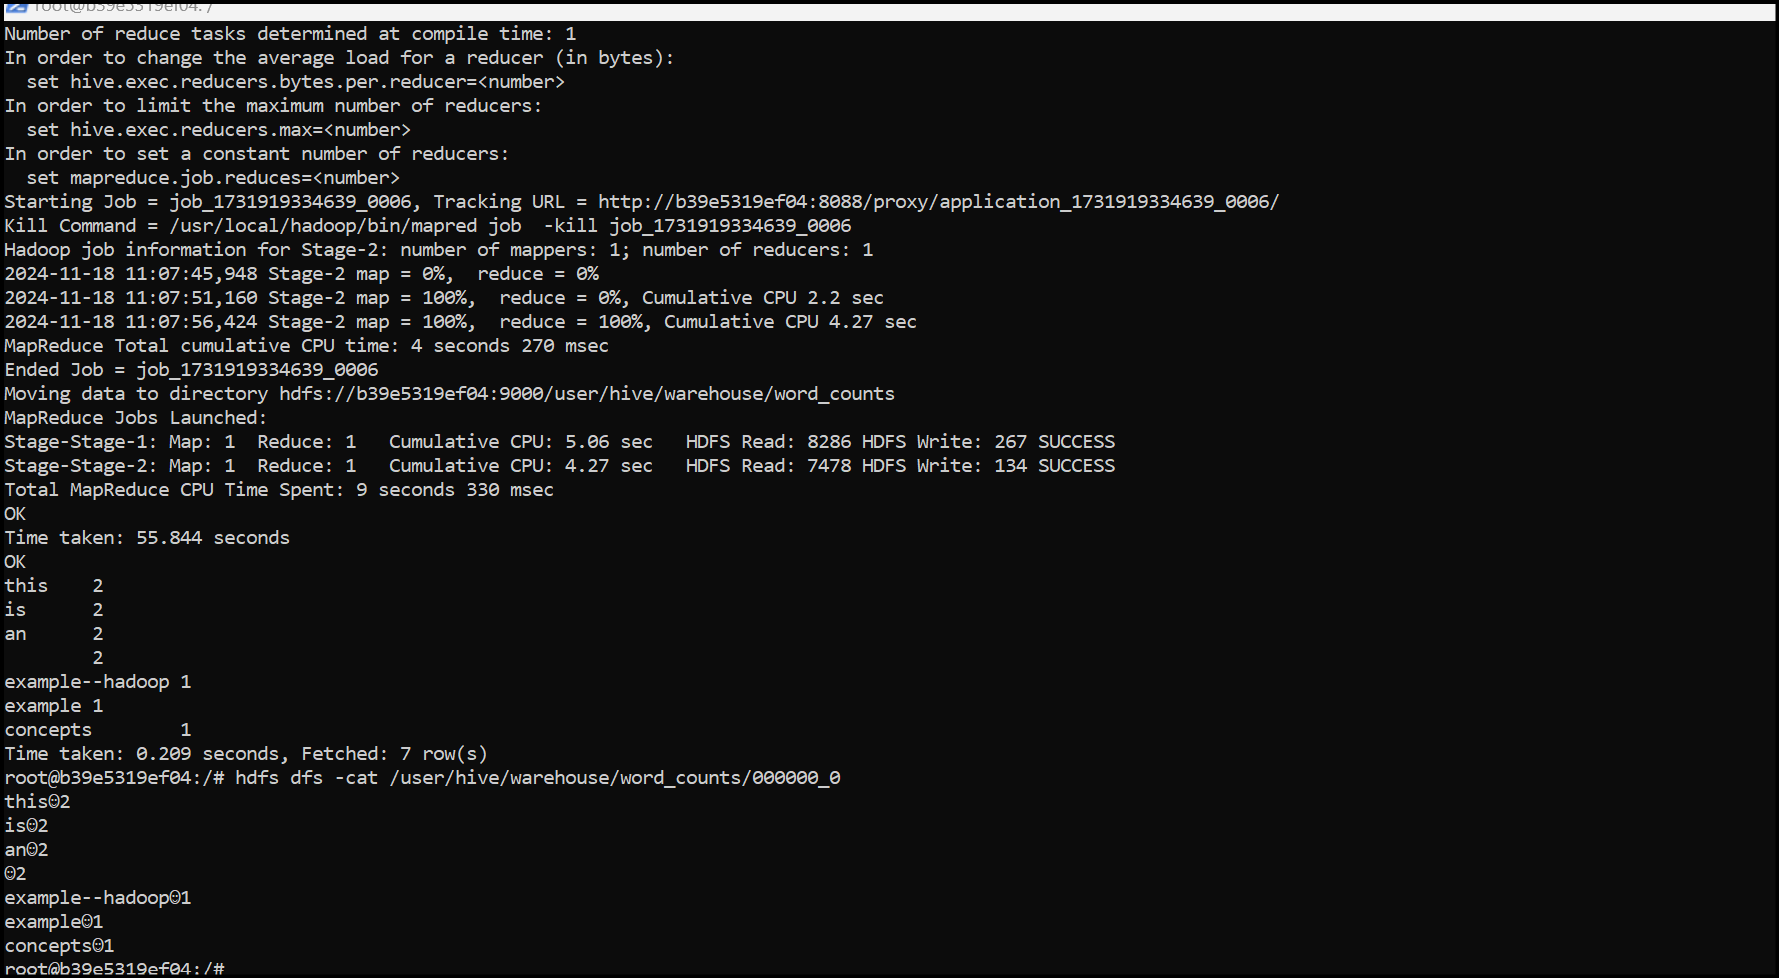 root@b39e5319ef04: /
Number of reduce tasks determined at compile time: 1
In order to change the average load for a reducer (in bytes):
  set hive.exec.reducers.bytes.per.reducer=<number>
In order to limit the maximum number of reducers:
  set hive.exec.reducers.max=<number>
In order to set a constant number of reducers:
  set mapreduce.job.reduces=<number>
Starting Job = job_1731919334639_0006, Tracking URL = http://b39e5319ef04:8088/proxy/application_1731919334639_0006/
Kill Command = /usr/local/hadoop/bin/mapred job  -kill job_1731919334639_0006
Hadoop job information for Stage-2: number of mappers: 1; number of reducers: 1
2024-11-18 11:07:45,948 Stage-2 map = 0%,  reduce = 0%
2024-11-18 11:07:51,160 Stage-2 map = 100%,  reduce = 0%, Cumulative CPU 2.2 sec
2024-11-18 11:07:56,424 Stage-2 map = 100%,  reduce = 100%, Cumulative CPU 4.27 sec
MapReduce Total cumulative CPU time: 4 seconds 270 msec
Ended Job = job_1731919334639_0006
Moving data to directory hdfs://b39e5319ef04:9000/user/hive/warehouse/word_counts
MapReduce Jobs Launched:
Stage-Stage-1: Map: 1  Reduce: 1   Cumulative CPU: 5.06 sec   HDFS Read: 8286 HDFS Write: 267 SUCCESS
Stage-Stage-2: Map: 1  Reduce: 1   Cumulative CPU: 4.27 sec   HDFS Read: 7478 HDFS Write: 134 SUCCESS
Total MapReduce CPU Time Spent: 9 seconds 330 msec
OK
Time taken: 55.844 seconds
OK
this    2
is      2
an      2
        2
example--hadoop 1
example 1
concepts        1
Time taken: 0.209 seconds, Fetched: 7 row(s)
root@b39e5319ef04:/# hdfs dfs -cat /user/hive/warehouse/word_counts/000000_0
this☺2
is☺2
an☺2
☺2
example--hadoop☺1
example☺1
concepts☺1
root@b39e5319ef04:/#